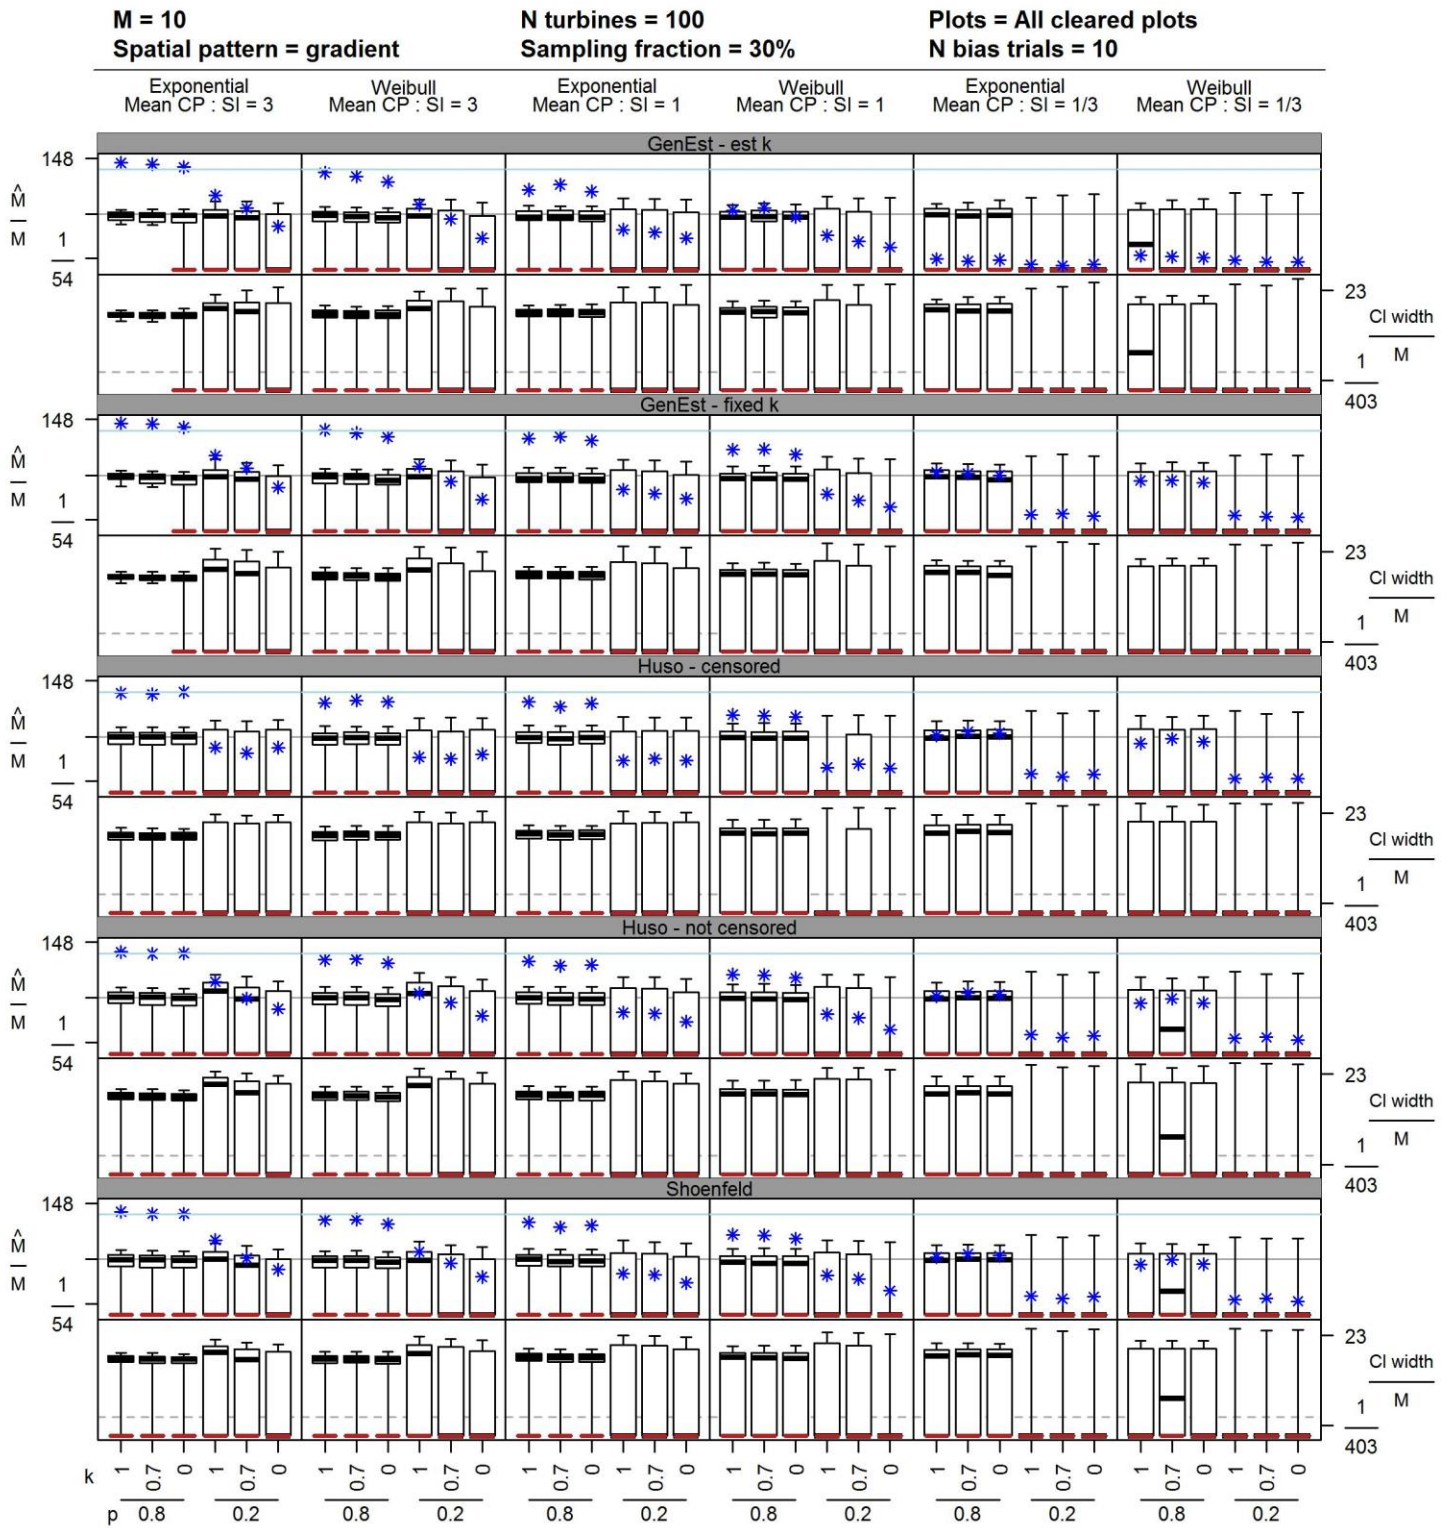 M = 10 N turbines = 100 Plots = All cleared plots
Spatial pattern = gradient Sampling fraction = 30% N bias trials = 10
Exponential Weibull Exponential Weibull Exponential Weibull
Mean CP : SI = 3 Mean CP : SI = 3 Mean CP : SI = 1 Mean CP : SI = 1 Mean CP : SI = 1/3 Mean CP : SI = 1/3
GenEst - est k
148
M̂
M
1
54
23
CI width
M
1
403
GenEst - fixed k
148
M̂
M
1
54
23
CI width
M
1
403
Huso - censored
148
M̂
M
1
54
23
CI width
M
1
403
Huso - not censored
148
M̂
M
1
54
23
CI width
M
1
403
Shoenfeld
148
M̂
M
1
54
23
CI width
M
1
403
k 1 0.7 0 1 0.7 0 1 0.7 0 1 0.7 0 1 0.7 0 1 0.7 0 1 0.7 0 1 0.7 0 1 0.7 0 1 0.7 0 1 0.7 0 1 0.7 0
p 0.8 0.2 0.8 0.2 0.8 0.2 0.8 0.2 0.8 0.2 0.8 0.2